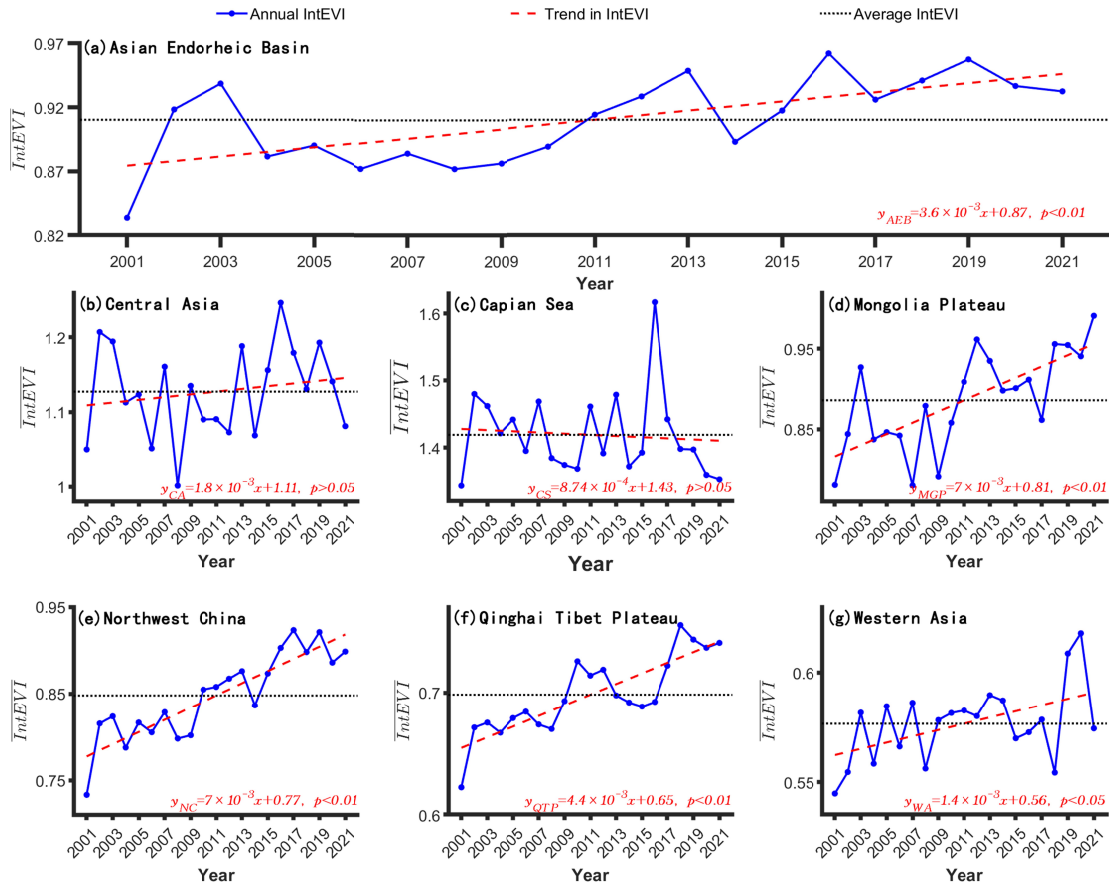 Annual IntEVI Trend in IntEVI Average IntEVI
(a)Asian Endorheic Basin
0.97
0.92
0.87
0.82
IntEVI
y_AEB=3.6×10⁻³x+0.87, p<0.01
2001 2003 2005 2007 2009 2011 2013 2015 2017 2019 2021
Year
(b)Central Asia
1.2
1.1
1
IntEVI
y_CA=1.8×10⁻³x+1.11, p>0.05
2001 2003 2005 2007 2009 2011 2013 2015 2017 2019 2021
Year
(c)Capian Sea
1.6
1.5
1.4
IntEVI
y_CS=8.74×10⁻⁴x+1.43, p>0.05
2001 2003 2005 2007 2009 2011 2013 2015 2017 2019 2021
Year
(d)Mongolia Plateau
0.95
0.85
IntEVI
y_MGP=7×10⁻³x+0.81, p<0.01
2001 2003 2005 2007 2009 2011 2013 2015 2017 2019 2021
Year
(e)Northwest China
0.95
0.85
0.75
IntEVI
y_NC=7×10⁻³x+0.77, p<0.01
2001 2003 2005 2007 2009 2011 2013 2015 2017 2019 2021
Year
(f)Qinghai Tibet Plateau
0.7
0.6
IntEVI
y_QTP=4.4×10⁻³x+0.65, p<0.01
2001 2003 2005 2007 2009 2011 2013 2015 2017 2019 2021
Year
(g)Western Asia
0.6
0.55
IntEVI
y_WA=1.4×10⁻³x+0.56, p<0.05
2001 2003 2005 2007 2009 2011 2013 2015 2017 2019 2021
Year